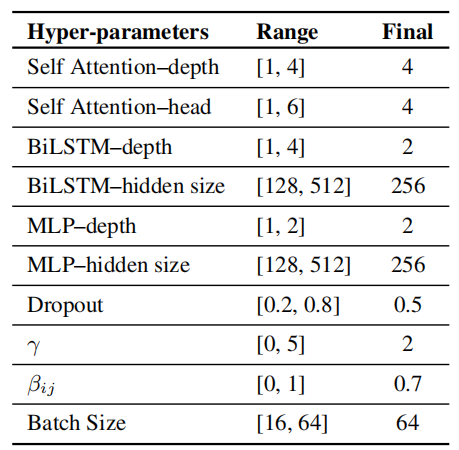 Hyper-parameters Range Final
Self Attention–depth [1, 4] 4
Self Attention–head [1, 6] 4
BiLSTM–depth [1, 4] 2
BiLSTM–hidden size [128, 512] 256
MLP–depth [1, 2] 2
MLP–hidden size [128, 512] 256
Dropout [0.2, 0.8] 0.5
γ [0, 5] 2
β_{ij} [0, 1] 0.7
Batch Size [16, 64] 64